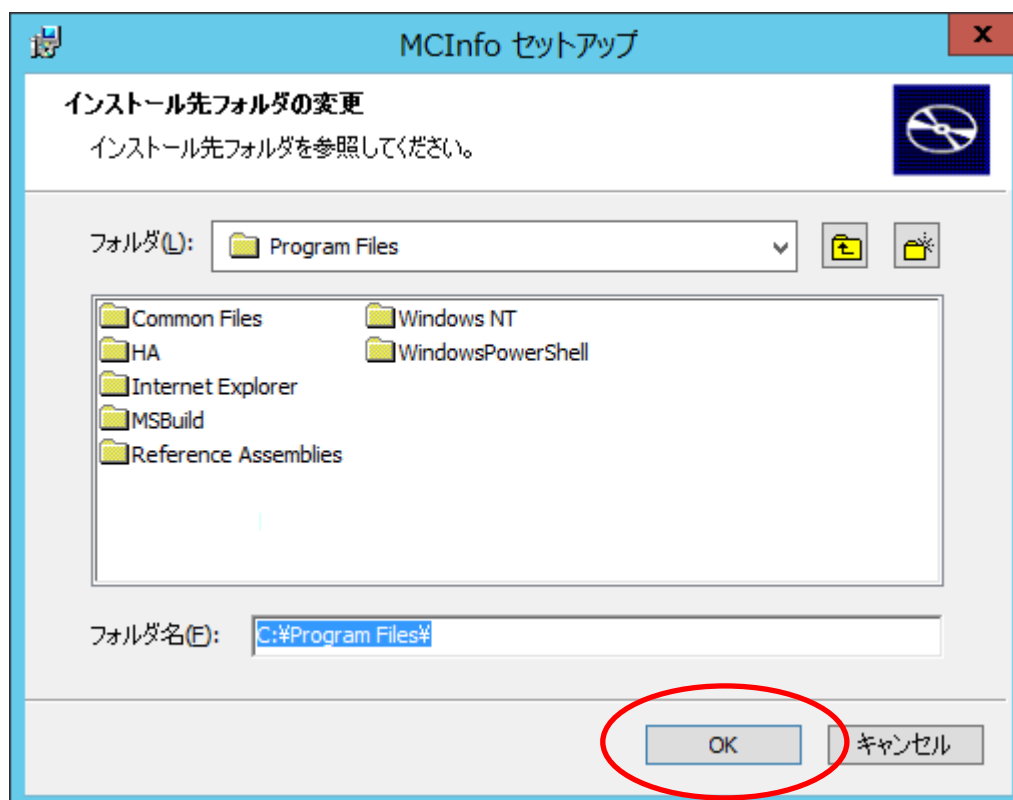 MCInfo セットアップ
x
インストール先フォルダの変更
インストール先フォルダを参照してください。
フォルダ(L): Program Files
Common Files Windows NT
HA WindowsPowerShell
Internet Explorer
MSBuild
Reference Assemblies
フォルダ名(F): C:¥Program Files¥
OK キャンセル